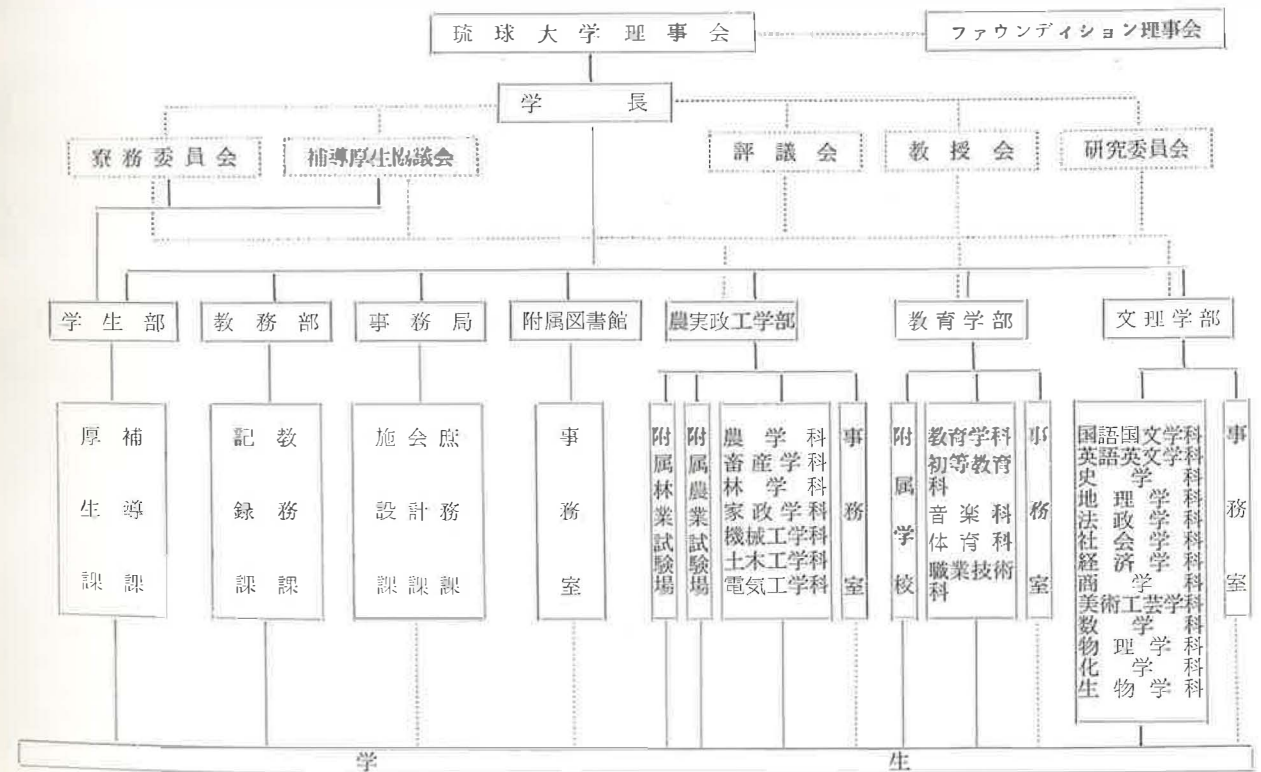 琉球大学理事会
ファウンディション理事会
学長
寮務委員会
補導厚生協議会
評議会
教授会
研究委員会
学生部
教務部
事務局
附属図書館
農実政工学部
教育学部
文理学部
補導課
厚生課
教務課
記録課
庶務課
会計課
施設課
事務室
附属林業試験場
附属農業試験場
農学科
畜産学科
林学科
家政学科
機械工学科
土木工学科
電気工学科
事務室
附属学校
教育学科
初等教育
科
音楽科
体育科
職業技術
科
事務室
国語国文学科
英語英文学科
史学科
地理学科
法政学科
社会学科
経済学科
商学科
美術工芸学科
数学科
物理学科
化学科
生物学科
事務室
学生